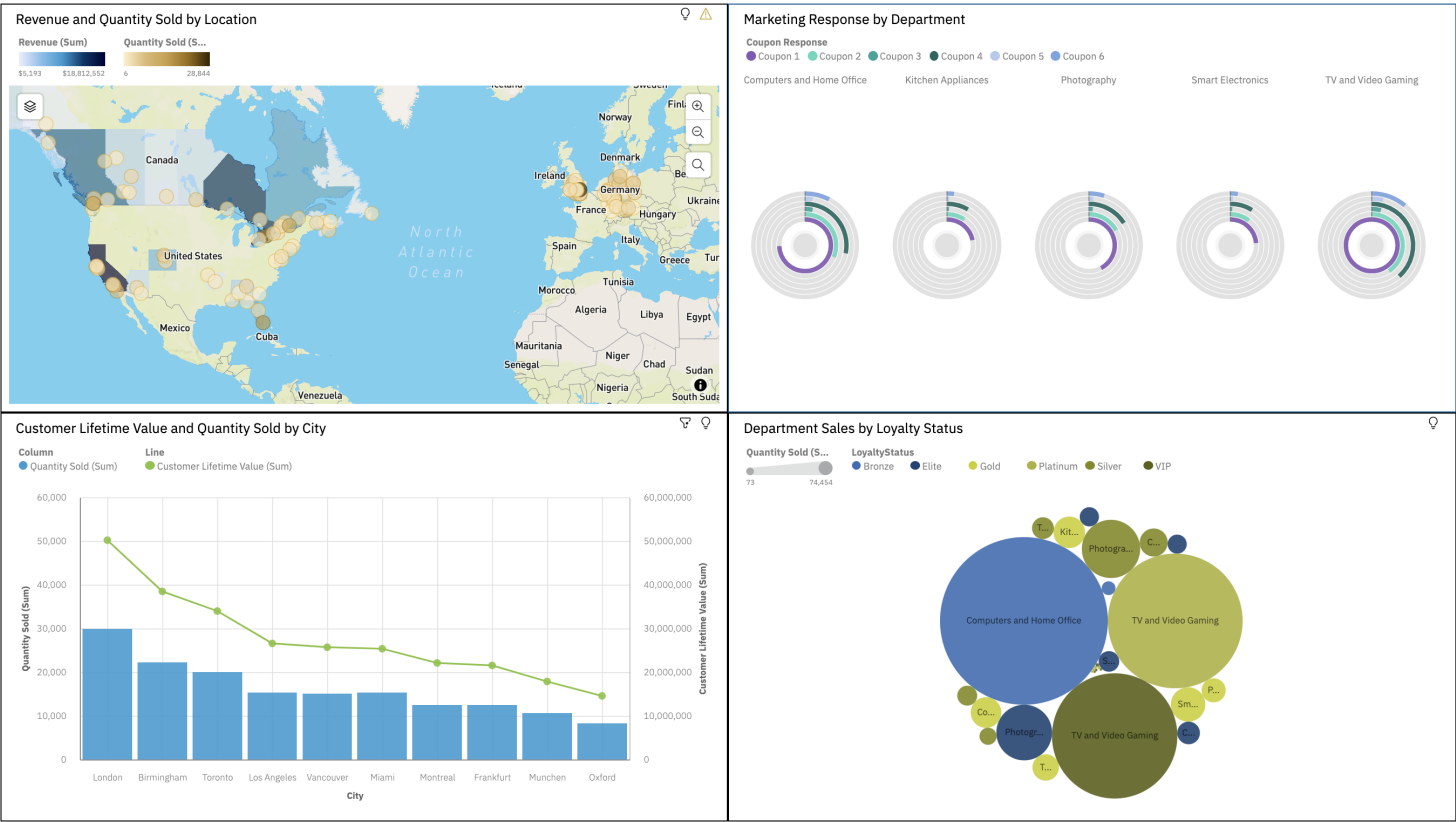 Revenue and Quantity Sold by Location
Revenue (Sum)
Quantity Sold (S...
$5,193
$18,812,552
6
28,844
Sweden
Finla
Norway
Denmark
Ireland
Germany
Be
Ukraine
France
Hungary
Canada
Italy
Spain
Greece
Tur
North
Atlantic
Ocean
United States
Tunisia
Morocco
Algeria
Libya
Egypt
Mexico
Cuba
Mauritania
Niger
Chad
Sudan
Senegal
Nigeria
South Suda
Venezuela
Marketing Response by Department
Coupon Response
Coupon 1
Coupon 2
Coupon 3
Coupon 4
Coupon 5
Coupon 6
Computers and Home Office
Kitchen Appliances
Photography
Smart Electronics
TV and Video Gaming
Customer Lifetime Value and Quantity Sold by City
Column
Line
Quantity Sold (Sum)
Customer Lifetime Value (Sum)
60,000
50,000
40,000
30,000
20,000
10,000
0
Quantity Sold (Sum)
60,000,000
50,000,000
40,000,000
30,000,000
20,000,000
10,000,000
0
Customer Lifetime Value (Sum)
London
Birmingham
Toronto
Los Angeles
Vancouver
Miami
Montreal
Frankfurt
Munchen
Oxford
City
Department Sales by Loyalty Status
Quantity Sold (S...
LoyaltyStatus
73
74,454
Bronze
Elite
Gold
Platinum
Silver
VIP
T...
Kit...
Photogra...
C...
Computers and Home Office
TV and Video Gaming
S...
P...
Sm...
Co...
Photogr...
TV and Video Gaming
C...
T...